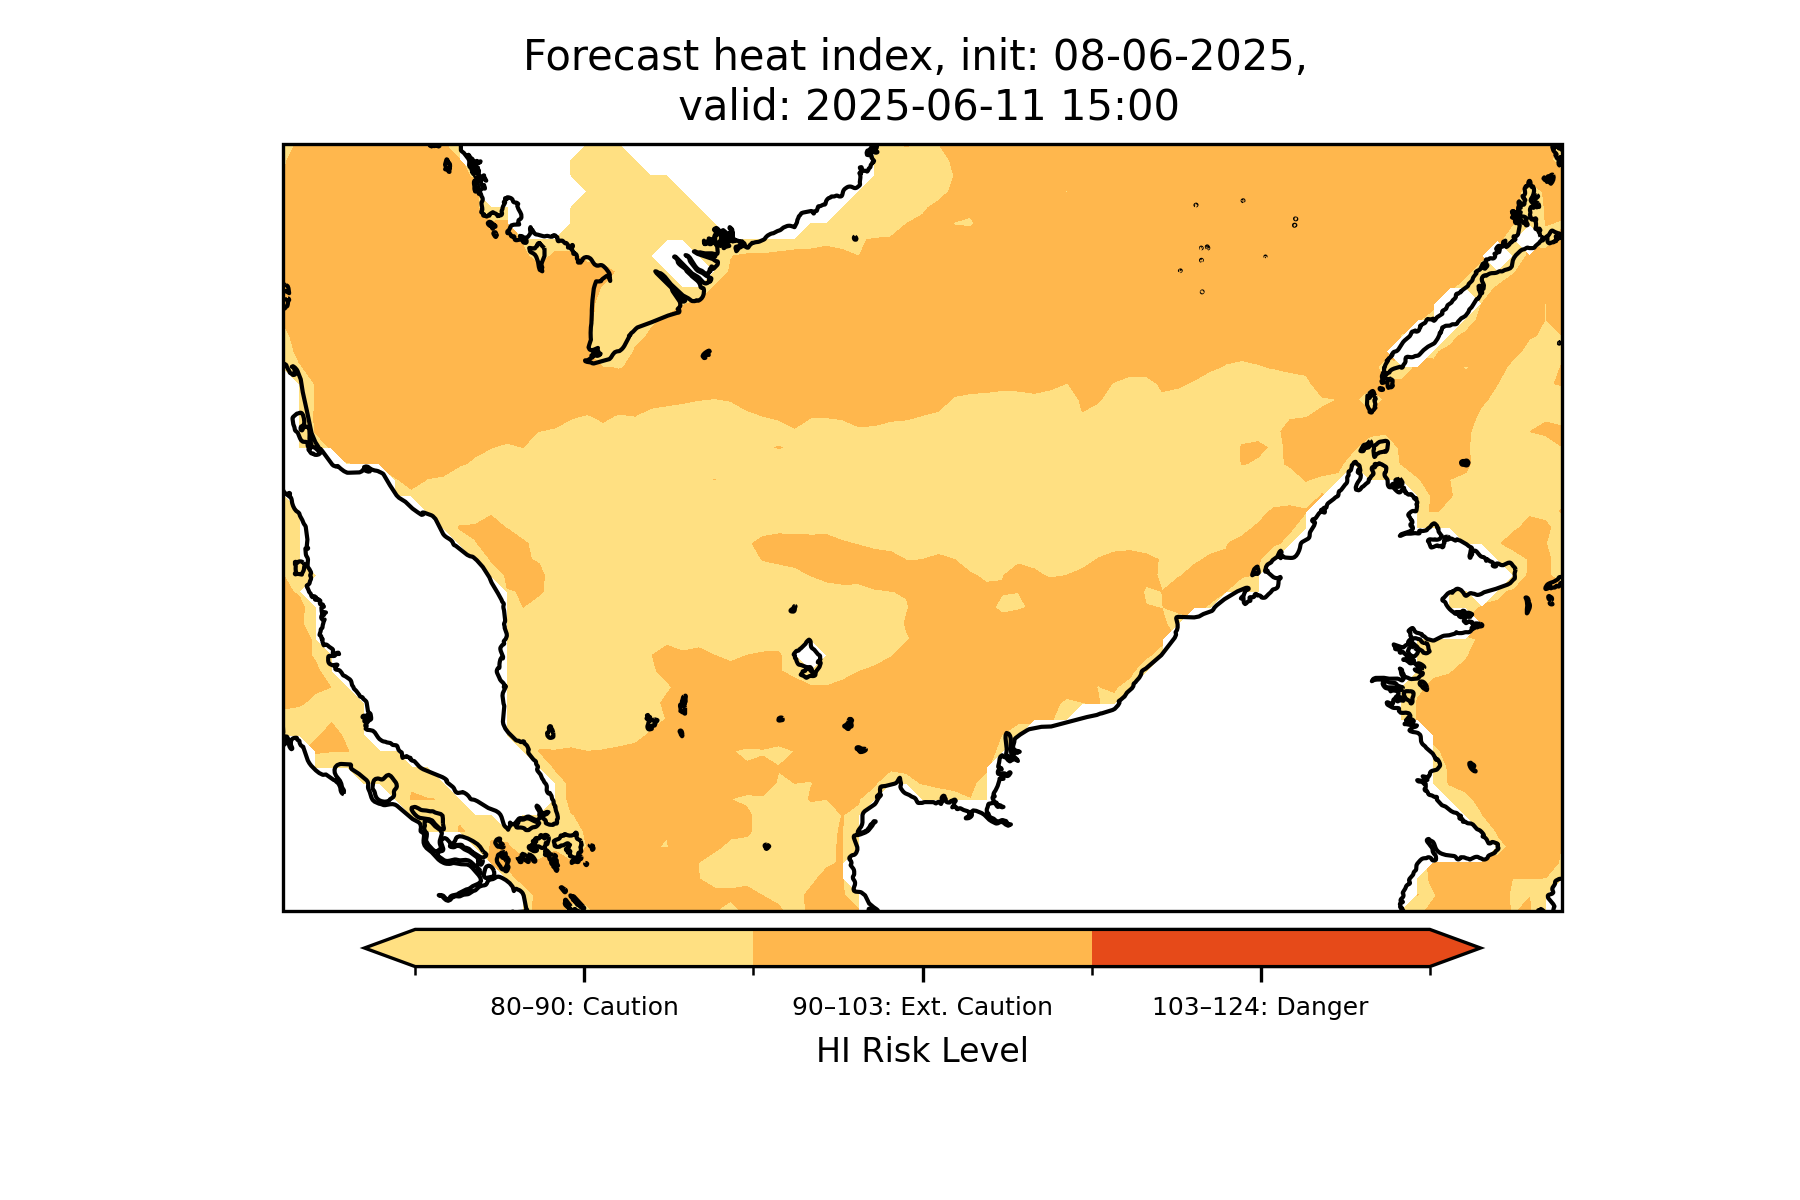 Forecast heat index, init: 08-06-2025,
valid: 2025-06-11 15:00
80–90: Caution
90–103: Ext. Caution
103–124: Danger
HI Risk Level